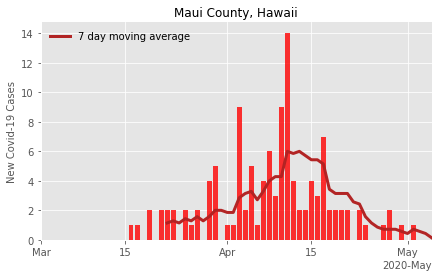 Maui County, Hawaii
7 day moving average
New Covid-19 Cases
14
12
10
8
6
4
2
0
Mar
15
Apr
15
May
2020-May